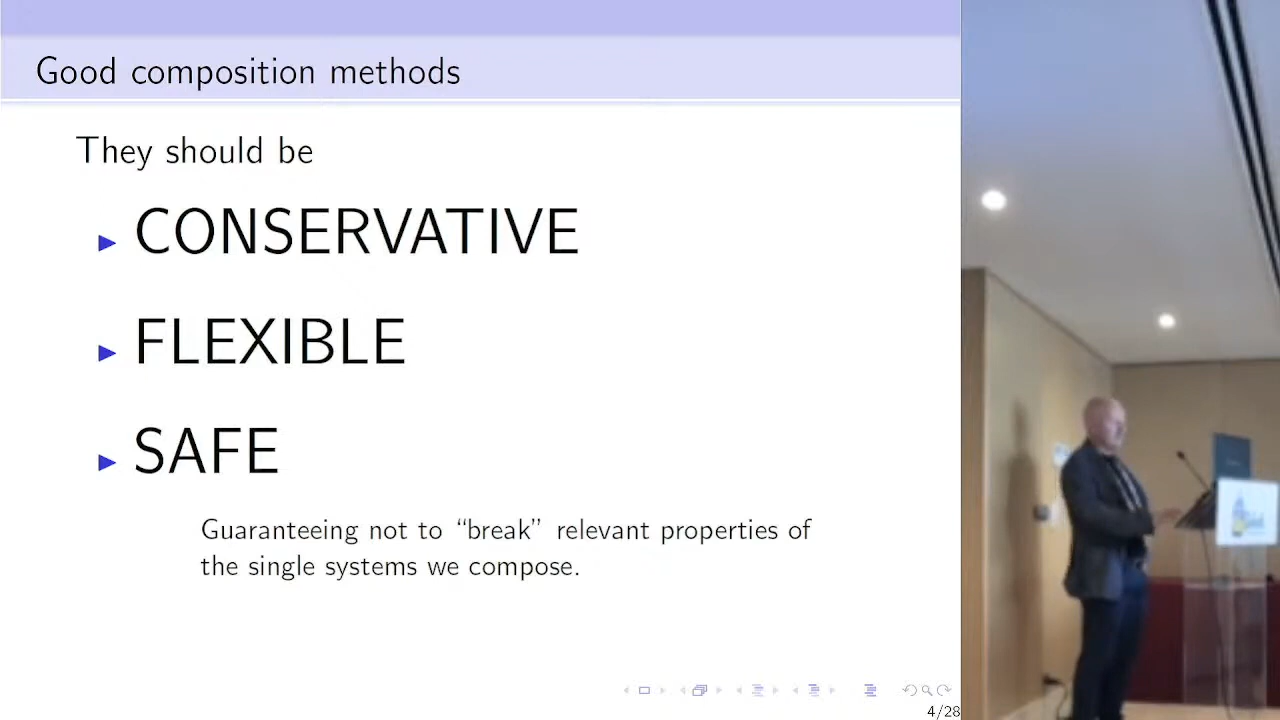 Good composition methods
They should be
▶ CONSERVATIVE
▶ FLEXIBLE
▶ SAFE
Guaranteeing not to “break” relevant properties of
the single systems we compose.
4/28